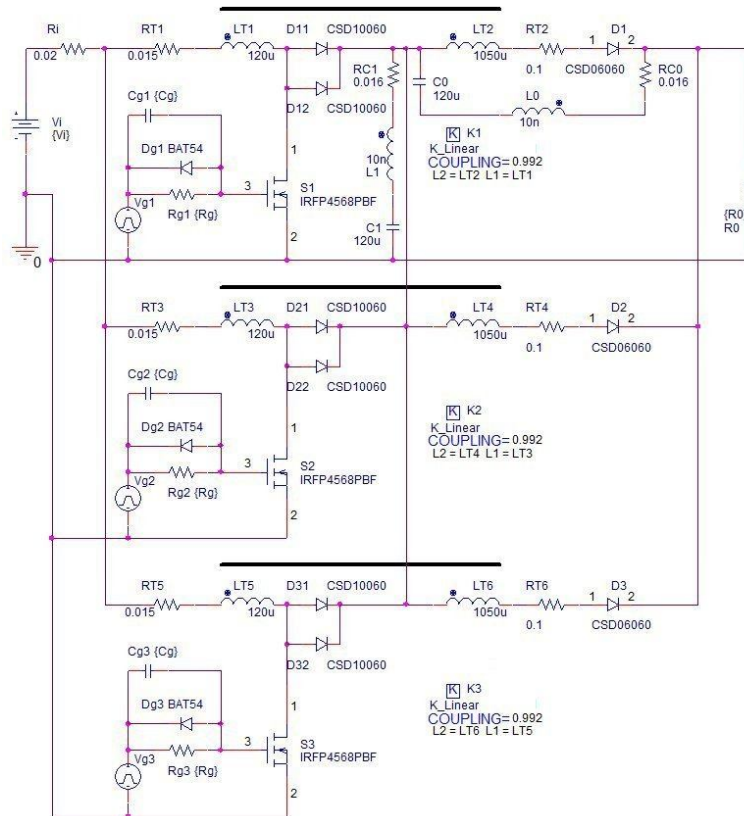 D11 CSD10060
Ri
0.02
RT1
0.015
LT1
120u
D12 CSD10060
RC1
0.016
LT2
1050u
RT2
0.1
D1
1 2
CSD06060
RC0
0.016
C0
120u
L0
10n
Cg1 {Cg}
Vi
{Vi}
Dg1 BAT54
10n
L1
K K1
K_Linear
COUPLING= 0.992
L2 = LT2 L1 = LT1
1
Vg1
3
S1
IRFP4568PBF
Rg1 {Rg}
2
C1
120u
{R0
R0
0
RT3
0.015
LT3
120u
D21 CSD10060
LT4
1050u
RT4
0.1
D2
1 2
CSD06060
D22 CSD10060
Cg2 {Cg}
Dg2 BAT54
K K2
K_Linear
COUPLING= 0.992
L2 = LT4 L1 = LT3
1
Vg2
3
S2
IRFP4568PBF
Rg2 {Rg}
2
RT5
0.015
LT5
120u
D31 CSD10060
LT6
1050u
RT6
0.1
D3
1 2
CSD06060
D32 CSD10060
Cg3 {Cg}
Dg3 BAT54
K K3
K_Linear
COUPLING= 0.992
L2 = LT6 L1 = LT5
1
Vg3
3
S3
IRFP4568PBF
Rg3 {Rg}
2